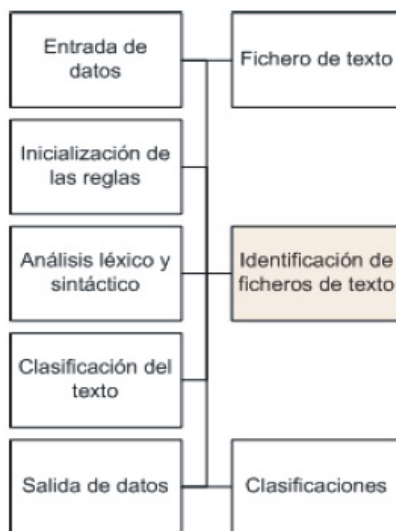 Entrada de
datos
Fichero de texto
Inicialización de
las reglas
Análisis léxico y
sintáctico
Identificación de
ficheros de texto
Clasificación del
texto
Salida de datos
Clasificaciones